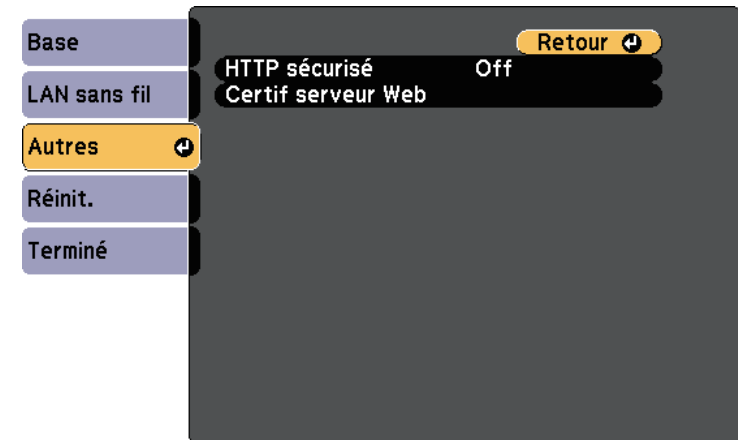 Base
LAN sans fil
Autres
Réinit.
Terminé
Retour
HTTP sécurisé Off
Certif serveur Web